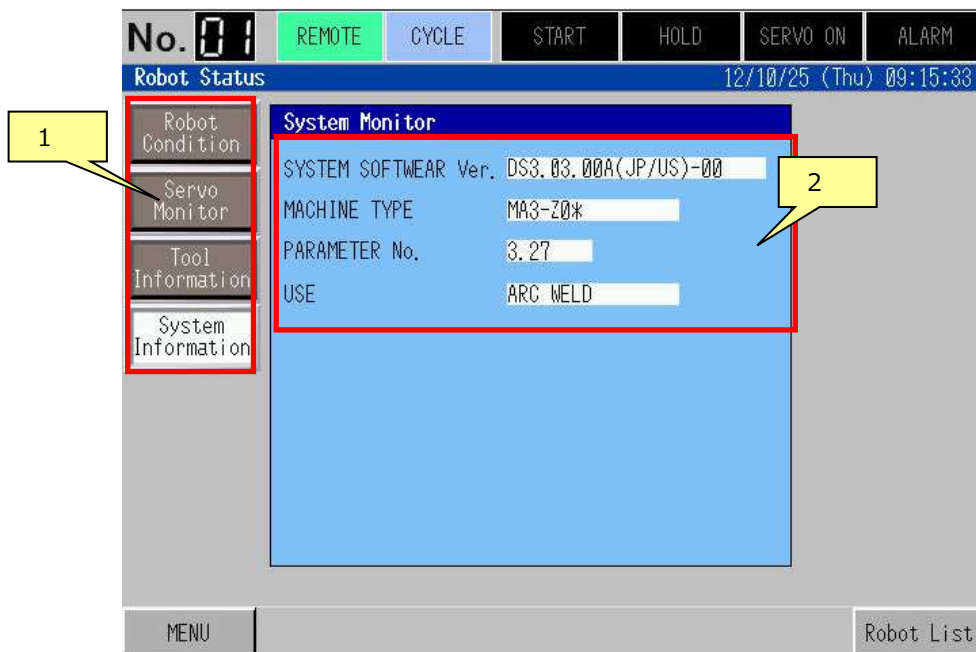 No. 01 REMOTE CYCLE START HOLD SERVO ON ALARM
Robot Status 12/10/25 (Thu) 09:15:33
1
Robot
Condition
Servo
Monitor
Tool
Information
System
Information
System Monitor
SYSTEM SOFTWEAR Ver. DS3.03.00A(JP/US)-00
2
MACHINE TYPE MA3-Z0*
PARAMETER No. 3.27
USE ARC WELD
MENU Robot List